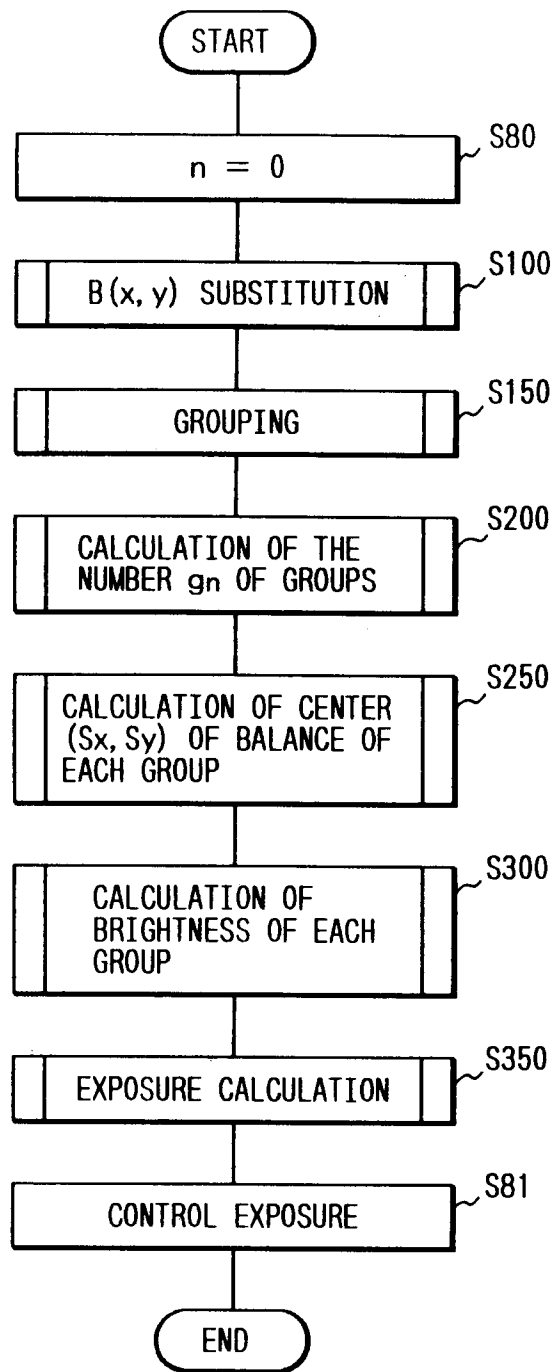 START
S80
n = 0
S100
B(x, y) SUBSTITUTION
S150
GROUPING
S200
CALCULATION OF THE
NUMBER gn OF GROUPS
S250
CALCULATION OF CENTER
(Sx, Sy) OF BALANCE OF
EACH GROUP
S300
CALCULATION OF
BRIGHTNESS OF EACH
GROUP
S350
EXPOSURE CALCULATION
S81
CONTROL EXPOSURE
END